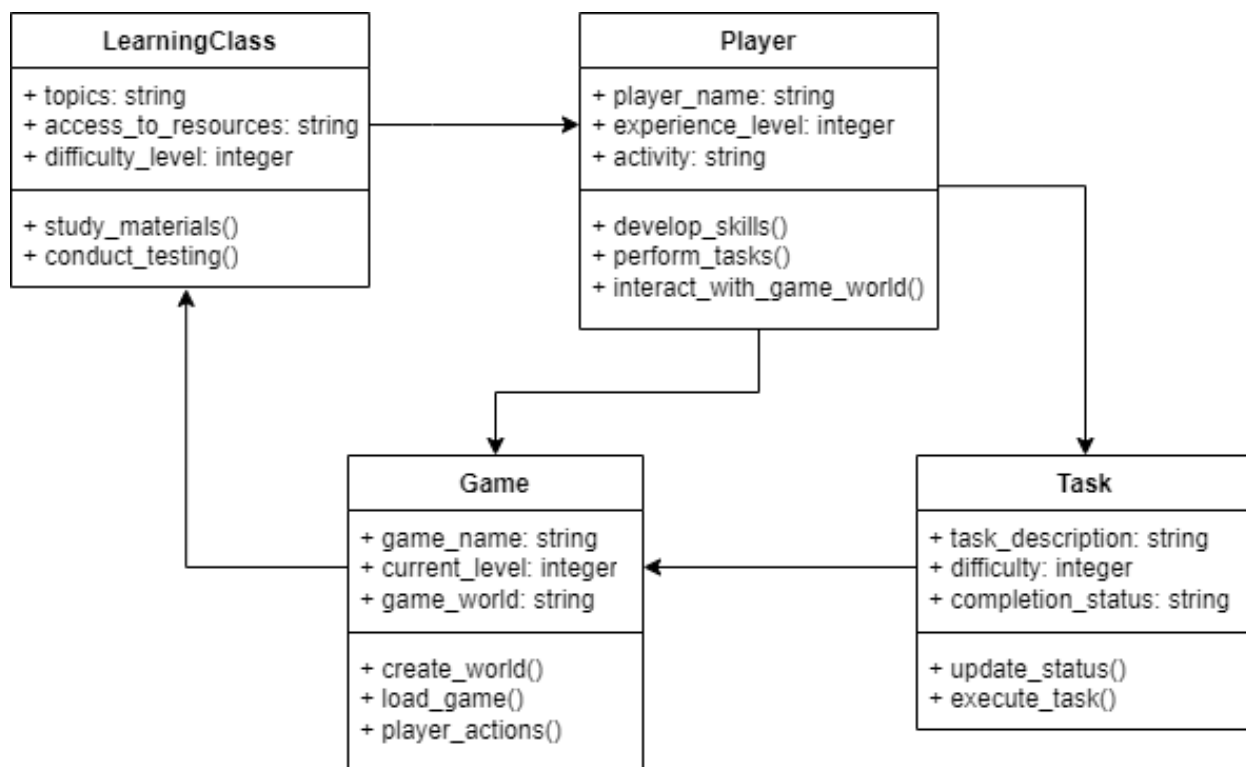 LearningClass
+ topics: string
+ access_to_resources: string
+ difficulty_level: integer
+ study_materials()
+ conduct_testing()
Player
+ player_name: string
+ experience_level: integer
+ activity: string
+ develop_skills()
+ perform_tasks()
+ interact_with_game_world()
Game
+ game_name: string
+ current_level: integer
+ game_world: string
+ create_world()
+ load_game()
+ player_actions()
Task
+ task_description: string
+ difficulty: integer
+ completion_status: string
+ update_status()
+ execute_task()